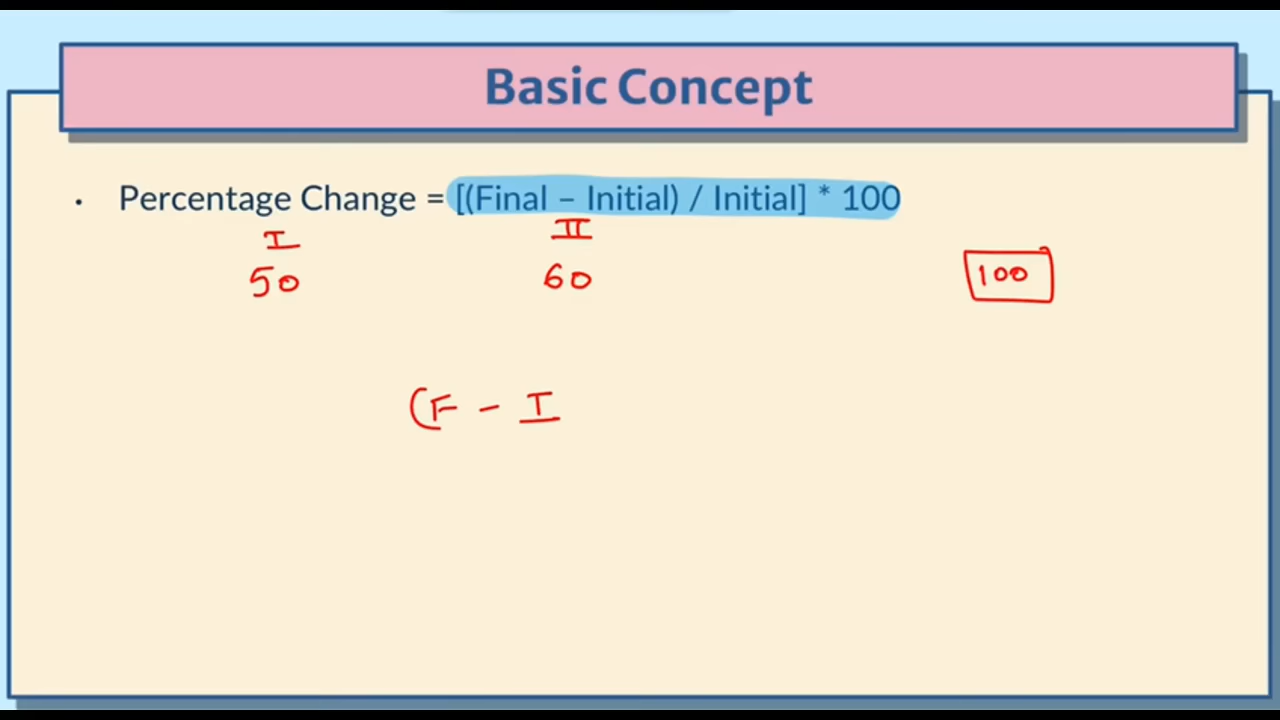 Basic Concept
• Percentage Change = [(Final – Initial) / Initial] * 100
I II
50 60 100
(F - I